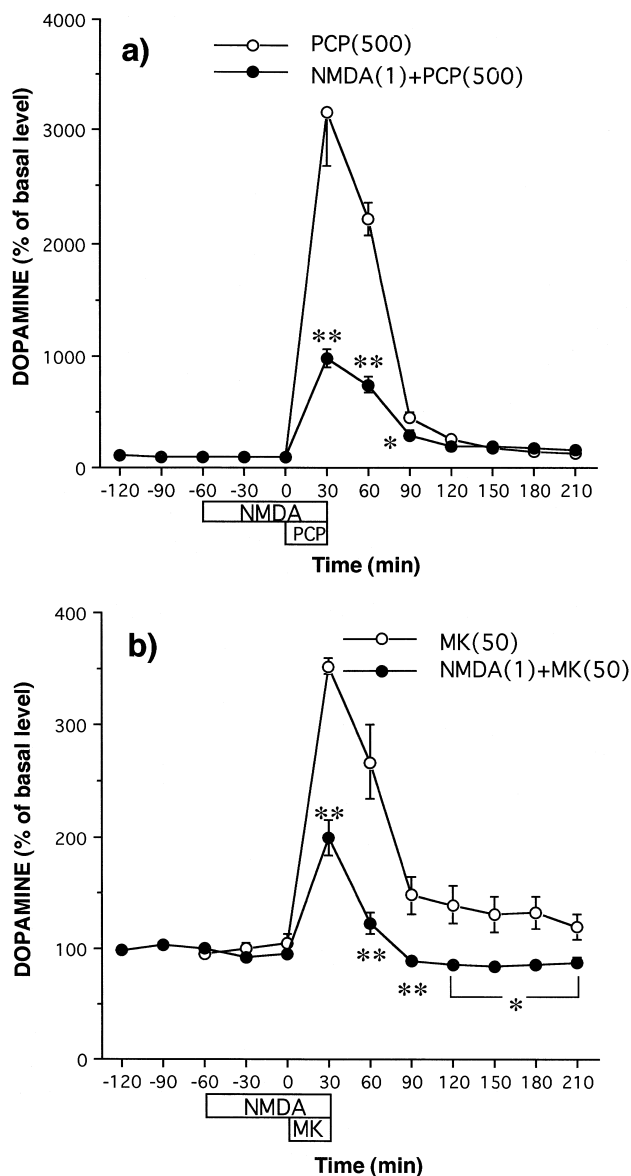 4000
a)
PCP(500)
NMDA(1)+PCP(500)
3000
2000
1000
0
DOPAMINE (% of basal level)
**
**
*
-120 -90 -60 -30 0 30 60 90 120 150 180 210
NMDA
PCP
Time (min)
400
b)
MK(50)
NMDA(1)+MK(50)
300
200
100
0
DOPAMINE (% of basal level)
**
**
**
*
-120 -90 -60 -30 0 30 60 90 120 150 180 210
NMDA
MK
Time (min)